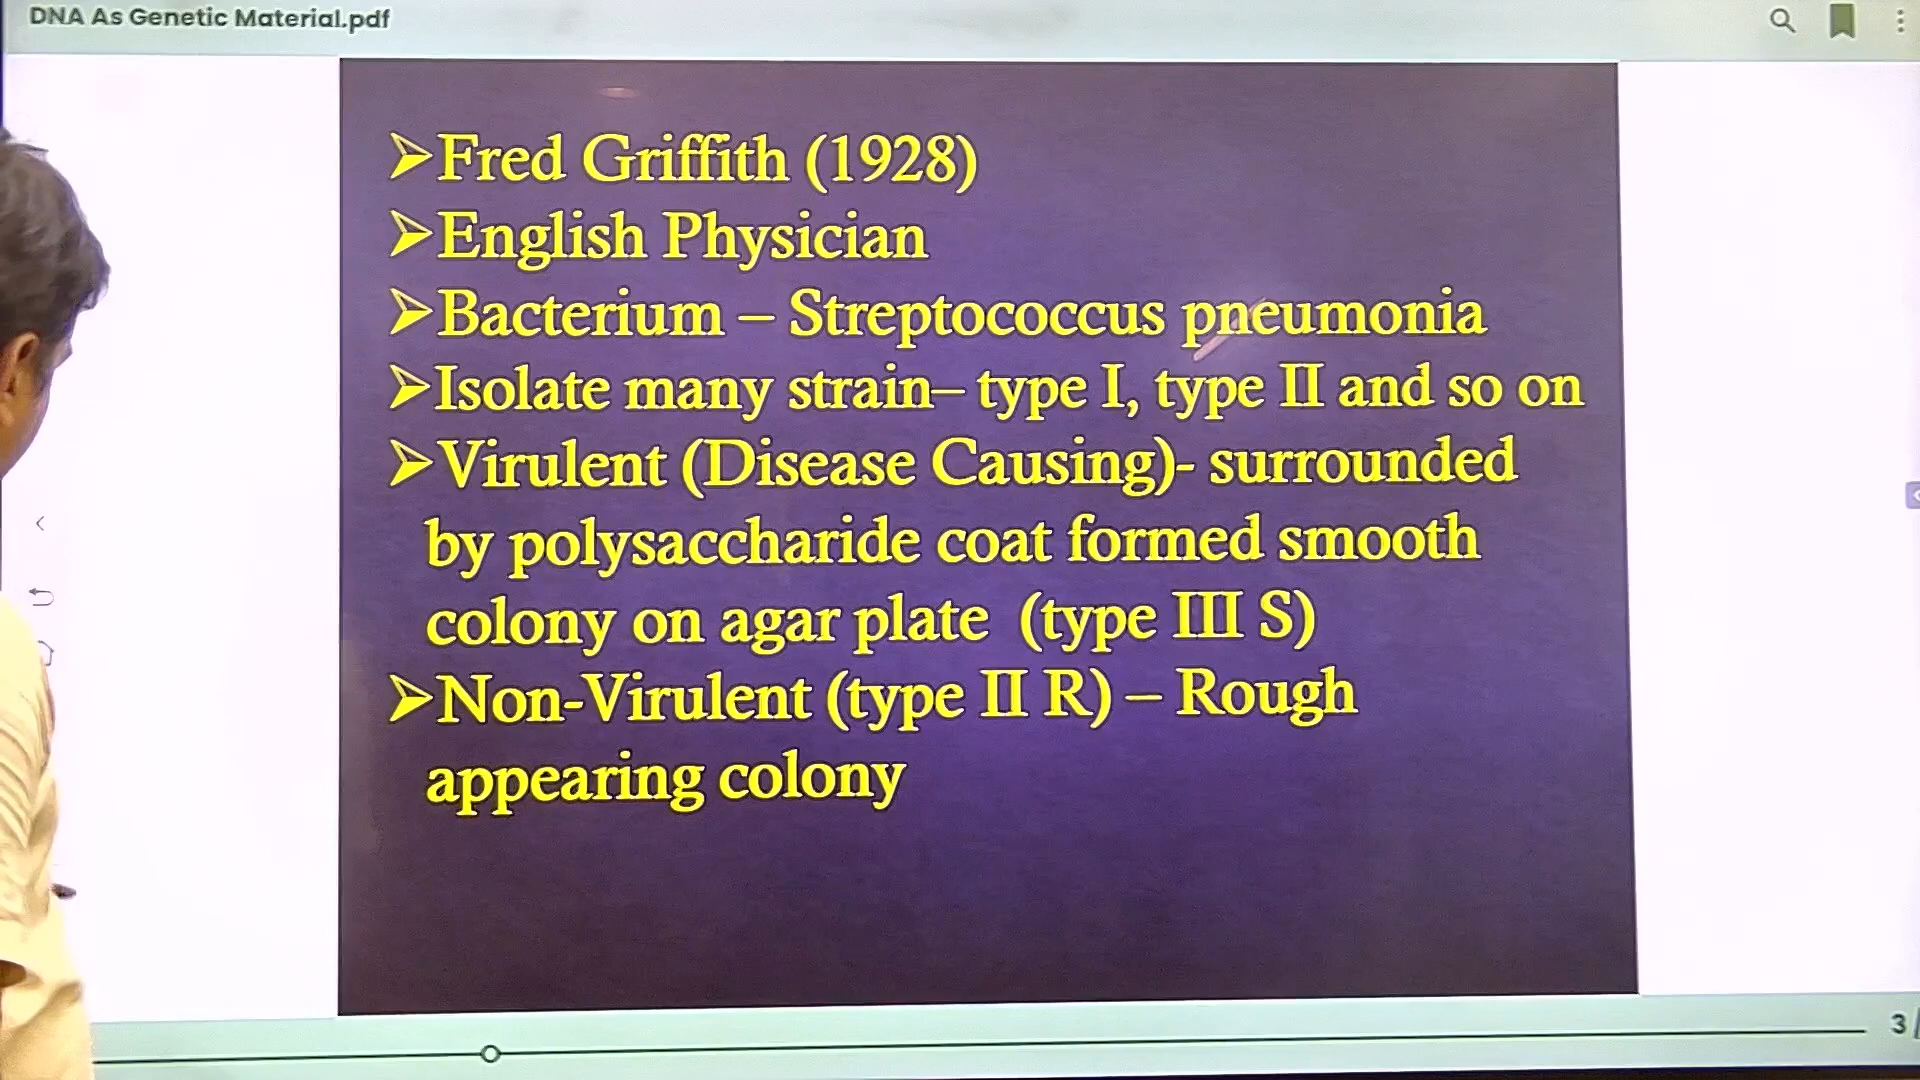 DNA As Genetic Material.pdf
➢Fred Griffith (1928)
➢English Physician
➢Bacterium – Streptococcus pneumonia
➢Isolate many strain– type I, type II and so on
➢Virulent (Disease Causing)- surrounded
by polysaccharide coat formed smooth
colony on agar plate (type III S)
➢Non-Virulent (type II R) – Rough
appearing colony
3/